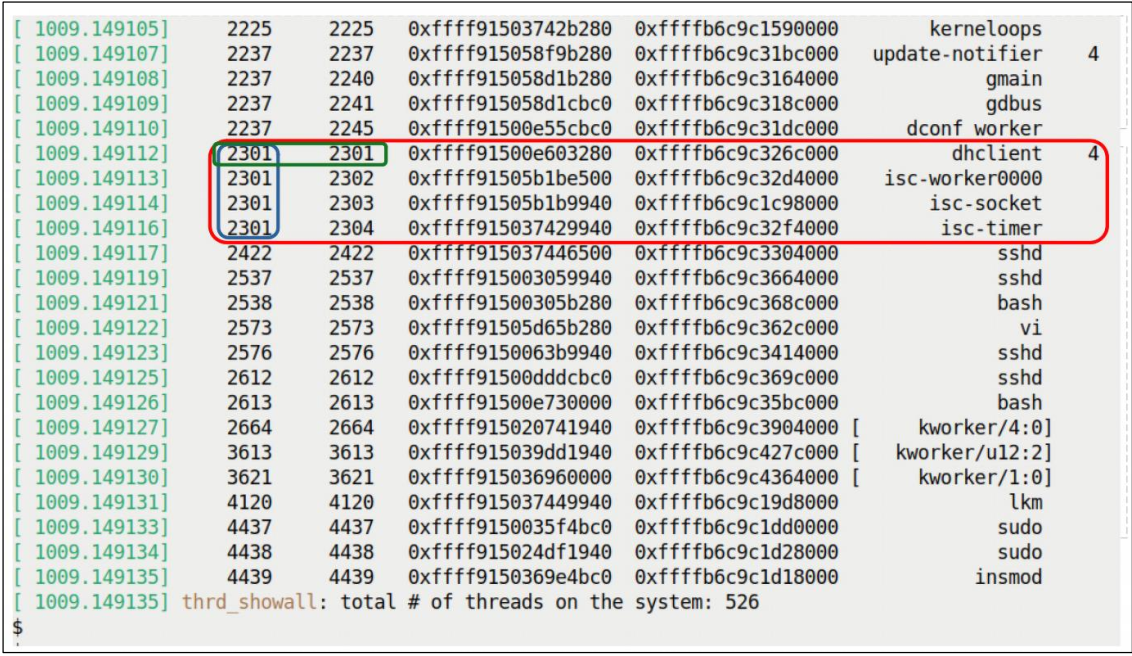 [ 1009.149105] 2225 2225 0xffff91503742b280 0xffffb6c9c1590000 kerneloops
[ 1009.149107] 2237 2237 0xffff915058f9b280 0xffffb6c9c31bc000 update-notifier 4
[ 1009.149108] 2237 2240 0xffff915058d1b280 0xffffb6c9c3164000 gmain
[ 1009.149109] 2237 2241 0xffff915058d1cbc0 0xffffb6c9c318c000 gdbus
[ 1009.149110] 2237 2245 0xffff91500e55cbc0 0xffffb6c9c31dc000 dconf worker
[ 1009.149112] 2301 2301 0xffff91500e603280 0xffffb6c9c326c000 dhclient 4
[ 1009.149113] 2301 2302 0xffff91505b1be500 0xffffb6c9c32d4000 isc-worker0000
[ 1009.149114] 2301 2303 0xffff91505b1b9940 0xffffb6c9c1c98000 isc-socket
[ 1009.149116] 2301 2304 0xffff915037429940 0xffffb6c9c32f4000 isc-timer
[ 1009.149117] 2422 2422 0xffff915037446500 0xffffb6c9c3304000 sshd
[ 1009.149119] 2537 2537 0xffff915003059940 0xffffb6c9c3664000 sshd
[ 1009.149121] 2538 2538 0xffff91500305b280 0xffffb6c9c368c000 bash
[ 1009.149122] 2573 2573 0xffff91505d65b280 0xffffb6c9c362c000 vi
[ 1009.149123] 2576 2576 0xffff9150063b9940 0xffffb6c9c3414000 sshd
[ 1009.149125] 2612 2612 0xffff91500dddcbc0 0xffffb6c9c369c000 sshd
[ 1009.149126] 2613 2613 0xffff91500e730000 0xffffb6c9c35bc000 bash
[ 1009.149127] 2664 2664 0xffff915020741940 0xffffb6c9c3904000 [ kworker/4:0]
[ 1009.149129] 3613 3613 0xffff915039dd1940 0xffffb6c9c427c000 [ kworker/u12:2]
[ 1009.149130] 3621 3621 0xffff915036960000 0xffffb6c9c4364000 [ kworker/1:0]
[ 1009.149131] 4120 4120 0xffff915037449940 0xffffb6c9c19d8000 lkm
[ 1009.149133] 4437 4437 0xffff9150035f4bc0 0xffffb6c9c1dd0000 sudo
[ 1009.149134] 4438 4438 0xffff915024df1940 0xffffb6c9c1d28000 sudo
[ 1009.149135] 4439 4439 0xffff9150369e4bc0 0xffffb6c9c1d18000 insmod
[ 1009.149135] thrd_showall: total # of threads on the system: 526
$